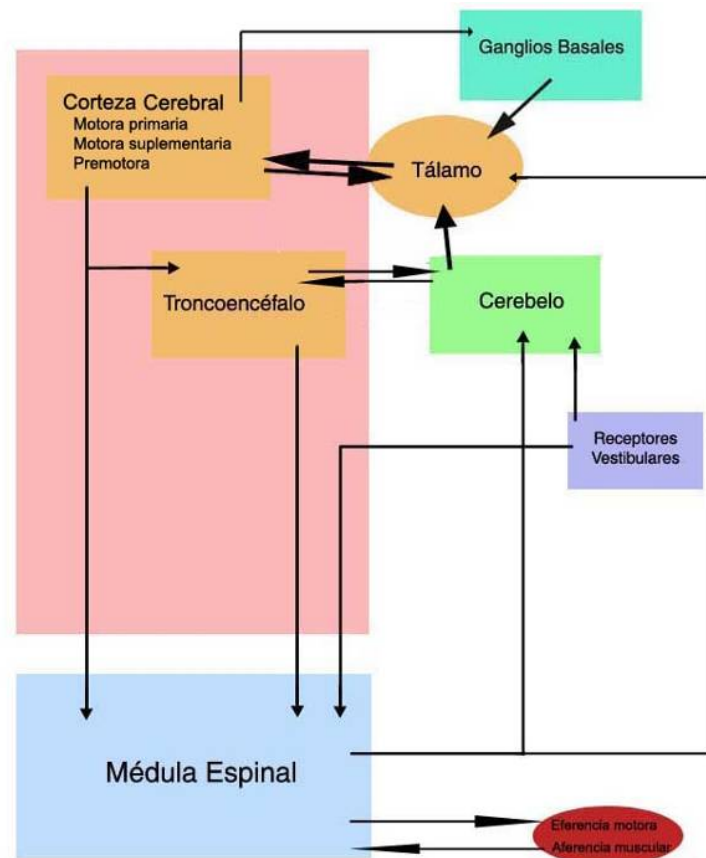 Ganglios Basales
Corteza Cerebral
Motora primaria
Motora suplementaria
Premotora
Tálamo
Troncoencéfalo
Cerebelo
Receptores
Vestibulares
Médula Espinal
Eferencia motora
Aferencia muscular